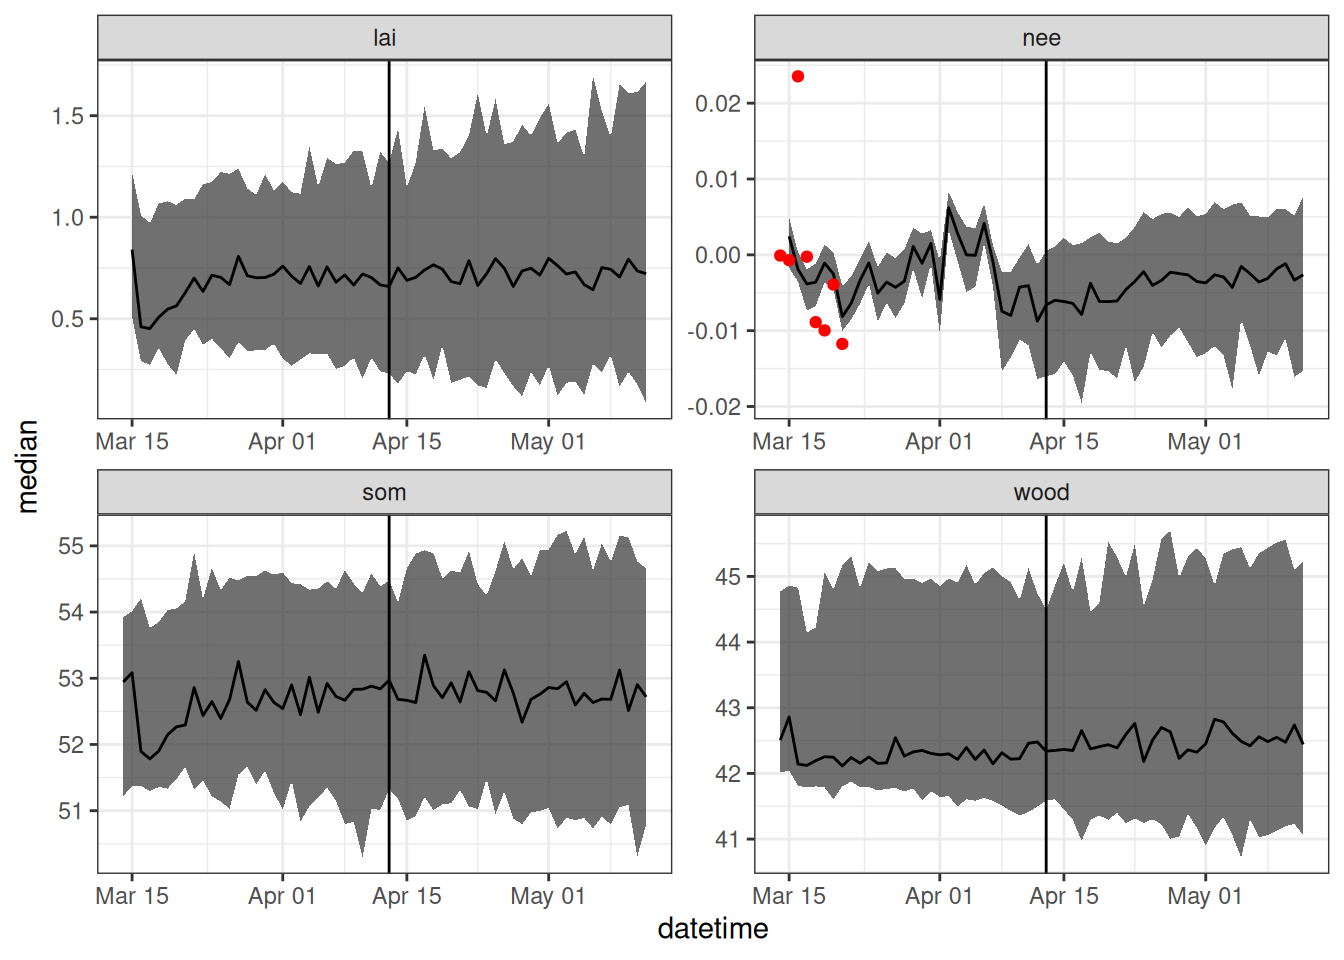 lai
nee
1.5
1.0
0.5
0.02
0.01
0.00
-0.01
-0.02
Mar 15 Apr 01 Apr 15 May 01
Mar 15 Apr 01 Apr 15 May 01
median
som
wood
55
54
53
52
51
45
44
43
42
41
Mar 15 Apr 01 Apr 15 May 01
Mar 15 Apr 01 Apr 15 May 01
datetime